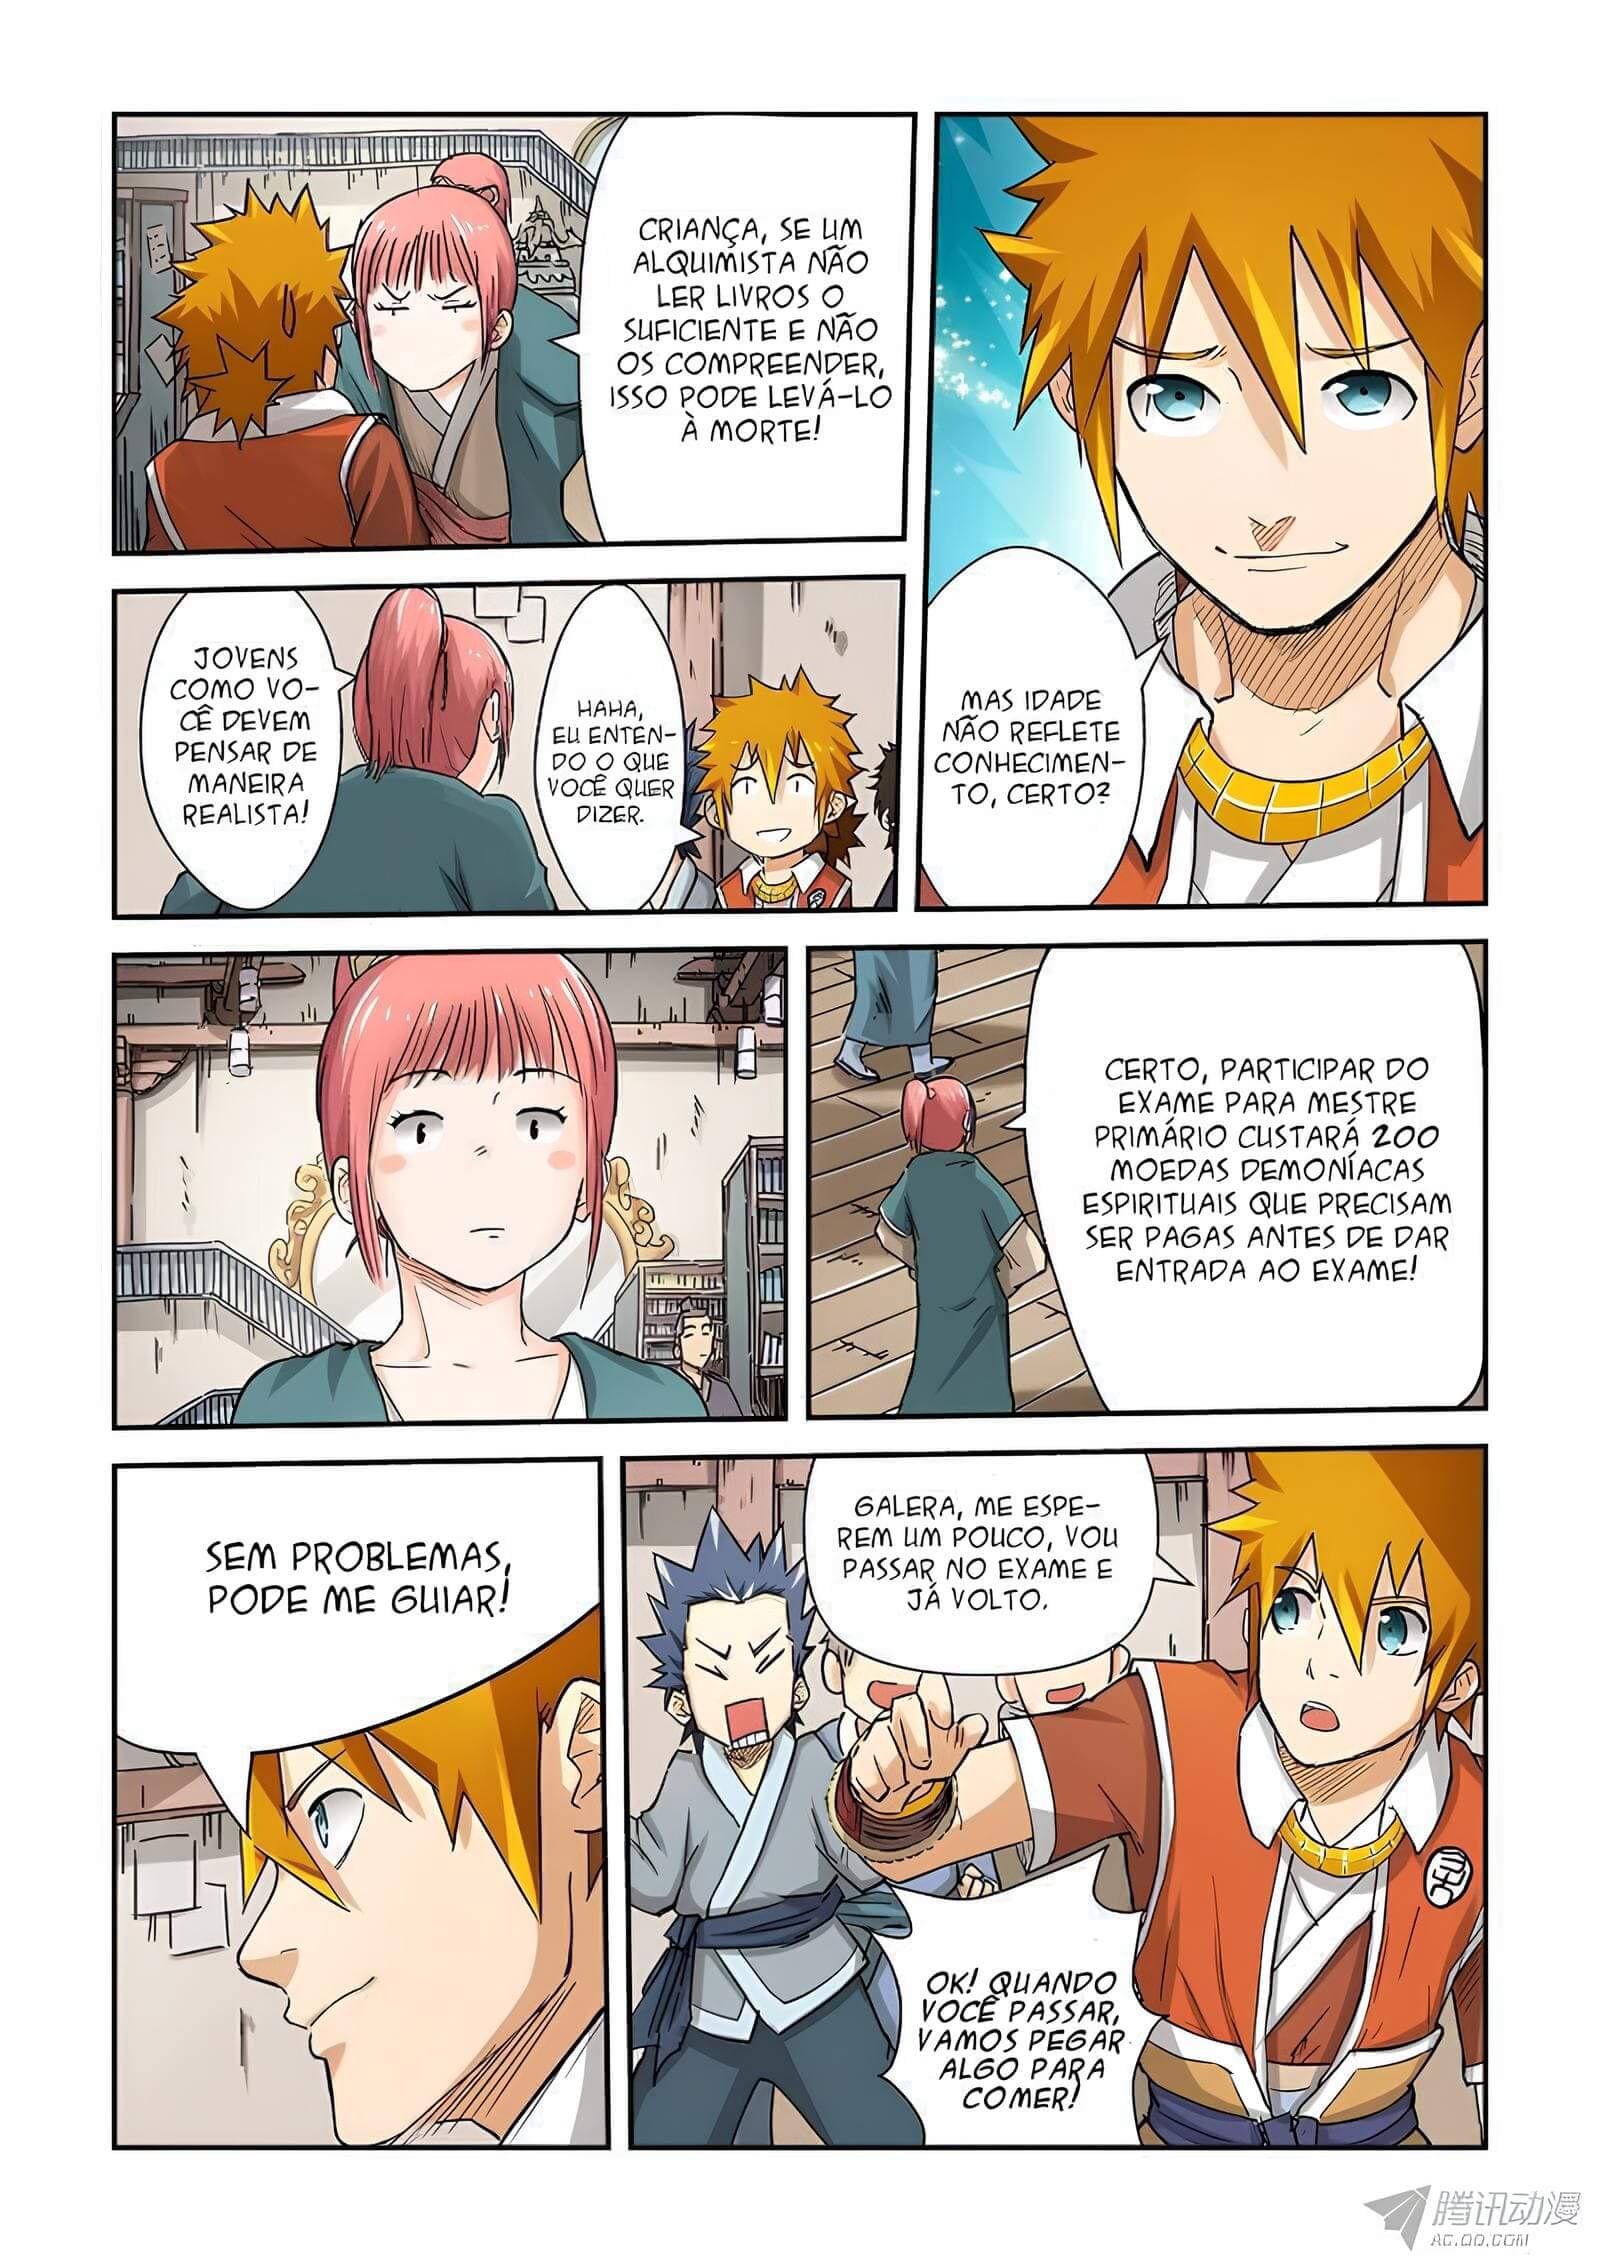 CRIANÇA, SE UM
ALQUIMISTA NÃO
LER LIVROS O
SUFICIENTE E NÃO
OS COMPREENDER,
ISSO PODE LEVÁ-LO
À MORTE!
JOVENS
COMO VO-
CÊ DEVEM
PENSAR DE
MANEIRA
REALISTA!
HAHA,
EU ENTEN-
DO O QUE
VOCÊ QUER
DIZER.
MAS IDADE
NÃO REFLETE
CONHECIMEN-
TO, CERTO?
CERTO, PARTICIPAR DO
EXAME PARA MESTRE
PRIMÁRIO CUSTARÁ 200
MOEDAS DEMONÍACAS
ESPIRITUAIS QUE PRECISAM
SER PAGAS ANTES DE DAR
ENTRADA AO EXAME!
SEM PROBLEMAS,
PODE ME GUIAR!
GALERA, ME ESPE-
REM UM POUCO, VOU
PASSAR NO EXAME E
JÁ VOLTO.
OK! QUANDO
VOCÊ PASSAR,
VAMOS PEGAR
ALGO PARA
COMER!
腾讯动漫
AC.QQ.COM